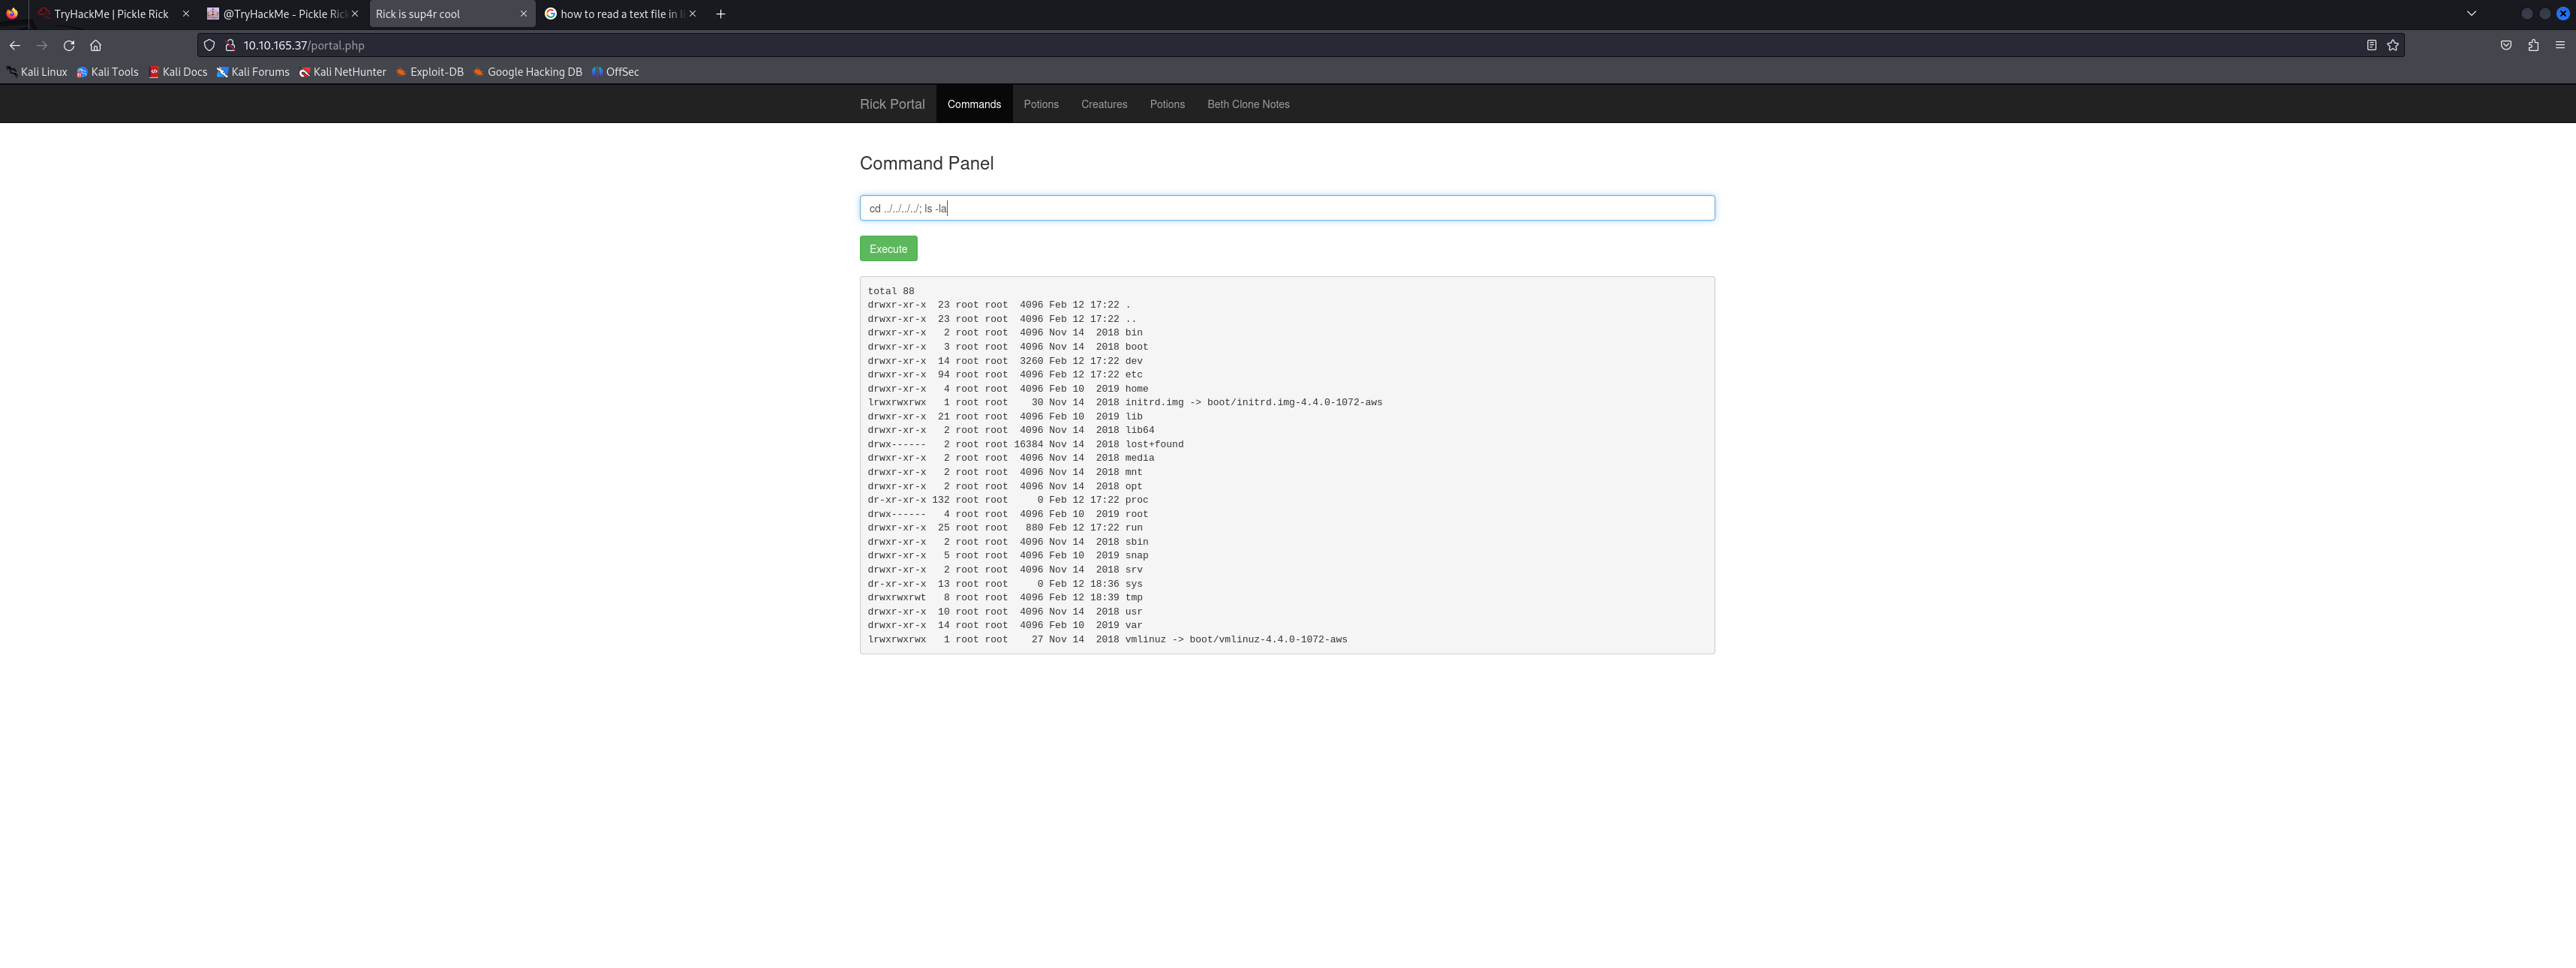 TryHackMe | Pickle Rick
@TryHackMe - Pickle Rick
Rick is sup4r cool
how to read a text file in li
10.10.165.37/portal.php
Kali Linux Kali Tools Kali Docs Kali Forums Kali NetHunter Exploit-DB Google Hacking DB OffSec
Rick Portal Commands Potions Creatures Potions Beth Clone Notes
Command Panel
cd ../../../../; ls -la
Execute
total 88
drwxr-xr-x  23 root root  4096 Feb 12 17:22 .
drwxr-xr-x  23 root root  4096 Feb 12 17:22 ..
drwxr-xr-x   2 root root  4096 Nov 14  2018 bin
drwxr-xr-x   3 root root  4096 Nov 14  2018 boot
drwxr-xr-x  14 root root  3260 Feb 12 17:22 dev
drwxr-xr-x  94 root root  4096 Feb 12 17:22 etc
drwxr-xr-x   4 root root  4096 Feb 10  2019 home
lrwxrwxrwx   1 root root    30 Nov 14  2018 initrd.img -> boot/initrd.img-4.4.0-1072-aws
drwxr-xr-x  21 root root  4096 Feb 10  2019 lib
drwxr-xr-x   2 root root  4096 Nov 14  2018 lib64
drwx------   2 root root 16384 Nov 14  2018 lost+found
drwxr-xr-x   2 root root  4096 Nov 14  2018 media
drwxr-xr-x   2 root root  4096 Nov 14  2018 mnt
drwxr-xr-x   2 root root  4096 Nov 14  2018 opt
dr-xr-xr-x 132 root root     0 Feb 12 17:22 proc
drwx------   4 root root  4096 Feb 10  2019 root
drwxr-xr-x  25 root root   880 Feb 12 17:22 run
drwxr-xr-x   2 root root  4096 Nov 14  2018 sbin
drwxr-xr-x   5 root root  4096 Feb 10  2019 snap
drwxr-xr-x   2 root root  4096 Nov 14  2018 srv
dr-xr-xr-x  13 root root     0 Feb 12 18:36 sys
drwxrwxrwt   8 root root  4096 Feb 12 18:39 tmp
drwxr-xr-x  10 root root  4096 Nov 14  2018 usr
drwxr-xr-x  14 root root  4096 Feb 10  2019 var
lrwxrwxrwx   1 root root    27 Nov 14  2018 vmlinuz -> boot/vmlinuz-4.4.0-1072-aws